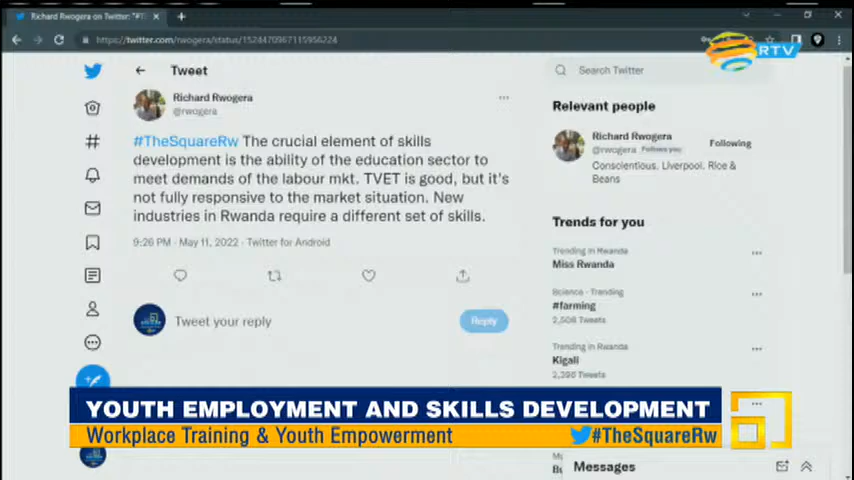 Richard Rwogera on Twitter: "#Th
https://twitter.com/rwogera/status/1524470967115956224
RTV
Tweet
Search Twitter
Richard Rwogera
@rwogera
#TheSquareRw The crucial element of skills
development is the ability of the education sector to
meet demands of the labour mkt. TVET is good, but it's
not fully responsive to the market situation. New
industries in Rwanda require a different set of skills.
9:26 PM · May 11, 2022 · Twitter for Android
Tweet your reply
Reply
Relevant people
Richard Rwogera
@rwogera Follows you
Following
Conscientious. Liverpool. Rice &
Beans
Trends for you
Trending in Rwanda
Miss Rwanda
Science · Trending
#farming
2,508 Tweets
Trending in Rwanda
Kigali
2,396 Tweets
YOUTH EMPLOYMENT AND SKILLS DEVELOPMENT
Workplace Training & Youth Empowerment
#TheSquareRw
Messages